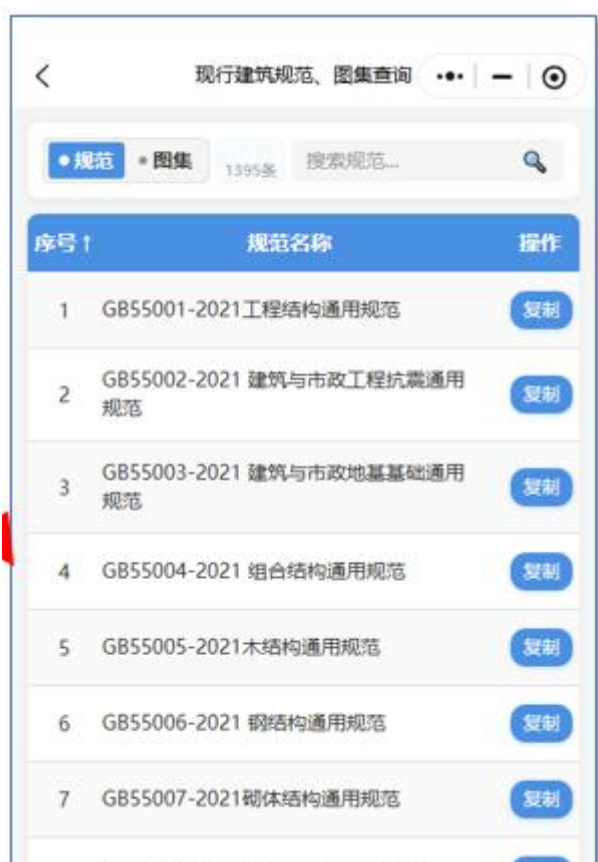 现行建筑规范、图集查询
规范 图集 1395条 搜索规范...
序号↑ 规范名称 操作
1 GB55001-2021工程结构通用规范 复制
2 GB55002-2021 建筑与市政工程抗震通用
规范 复制
3 GB55003-2021 建筑与市政地基基础通用
规范 复制
4 GB55004-2021 组合结构通用规范 复制
5 GB55005-2021木结构通用规范 复制
6 GB55006-2021 钢结构通用规范 复制
7 GB55007-2021砌体结构通用规范 复制